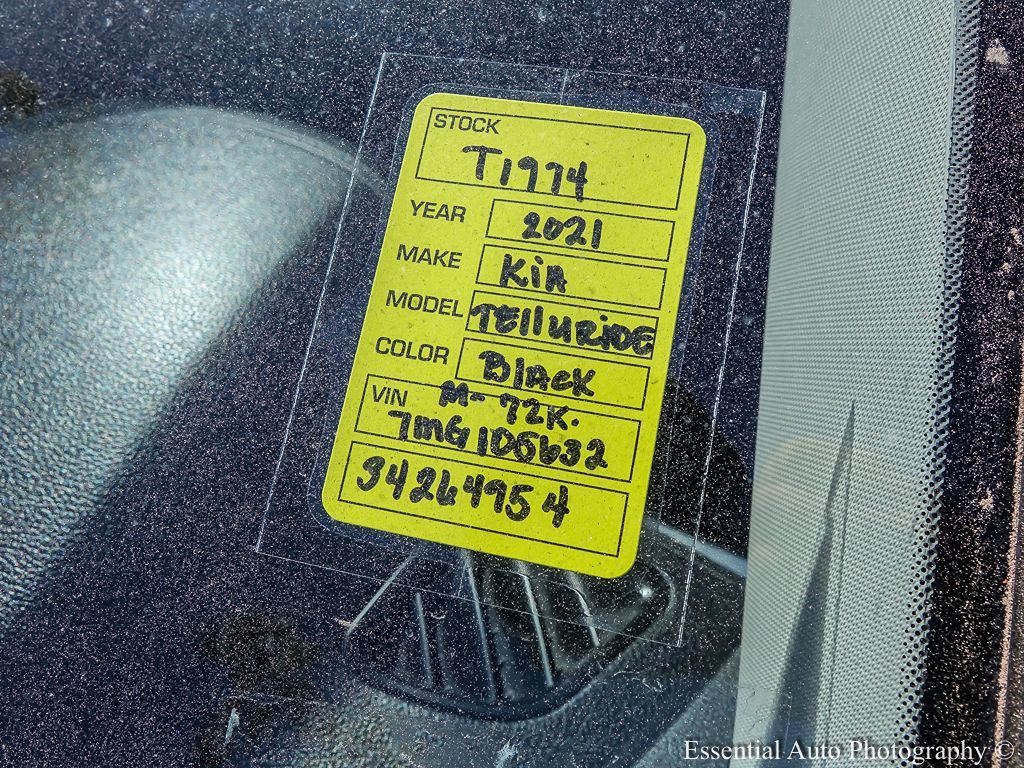 STOCK
T1974
YEAR 2021
MAKE Kia
MODEL TEllURiDE
COLOR BlAcK
VIN M- 72K.
7mG106632
34264954
Essential Auto Photography ©